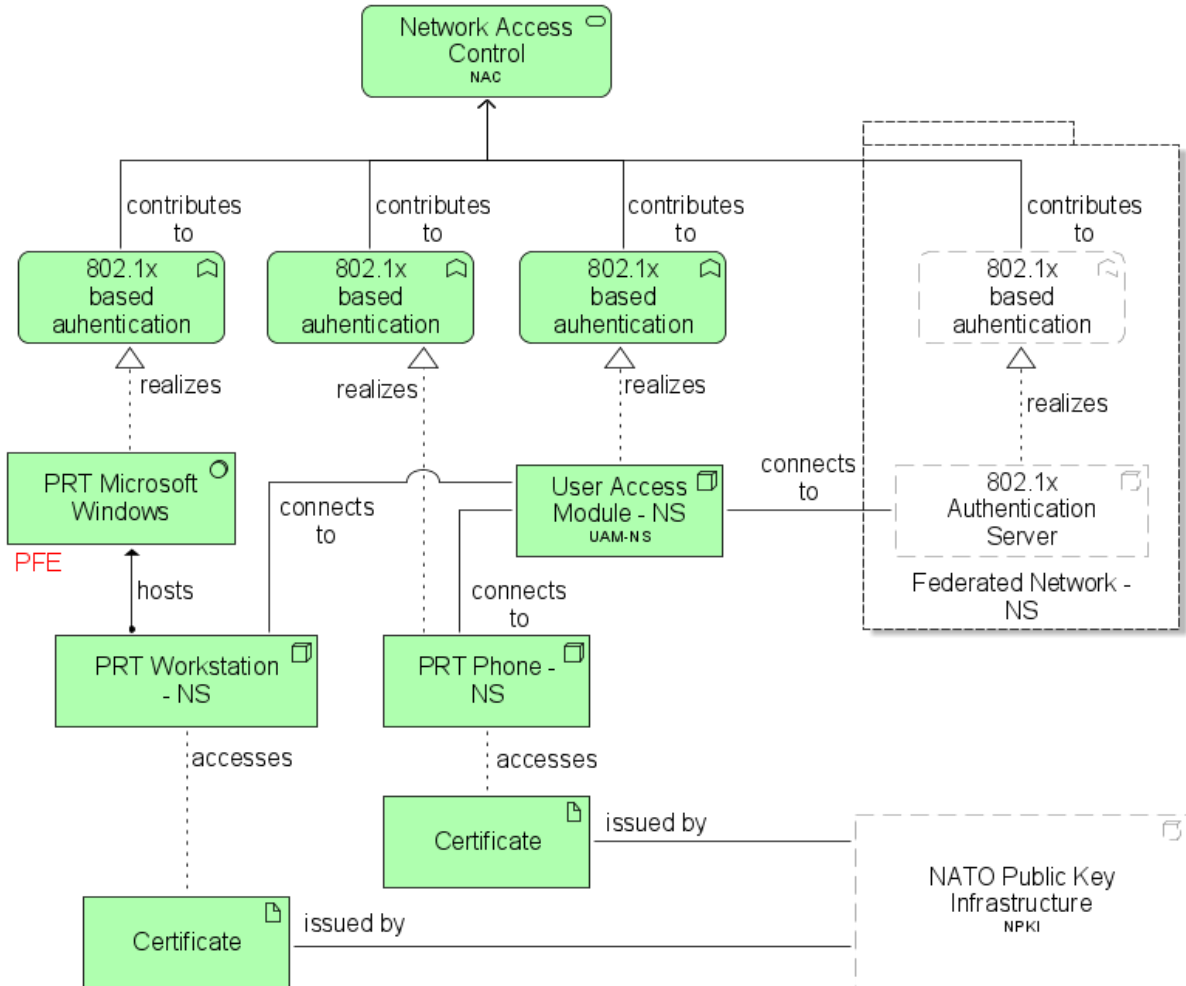 Network Access
Control
NAC
contributes
to
contributes
to
contributes
to
contributes
to
802.1x
based
auhentication
802.1x
based
auhentication
802.1x
based
auhentication
802.1x
based
auhentication
realizes
realizes
realizes
realizes
PRT Microsoft
Windows
PFE
connects
to
User Access
Module - NS
UAM-NS
connects
to
802.1x
Authentication
Server
Federated Network -
NS
hosts
connects
to
PRT Workstation
- NS
PRT Phone -
NS
accesses
accesses
Certificate
issued by
Certificate
issued by
NATO Public Key
Infrastructure
NPKI